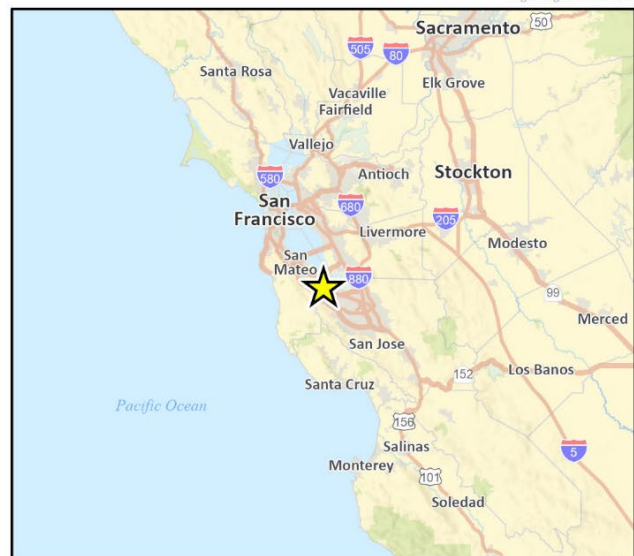 Sacramento
50
505
80
Santa Rosa
Elk Grove
Vacaville
Fairfield
Vallejo
Antioch
Stockton
580
San
Francisco
680
205
Livermore
Modesto
San
Mateo
880
99
Merced
San Jose
152
Los Banos
Santa Cruz
Pacific Ocean
156
Salinas
5
Monterey
101
Soledad